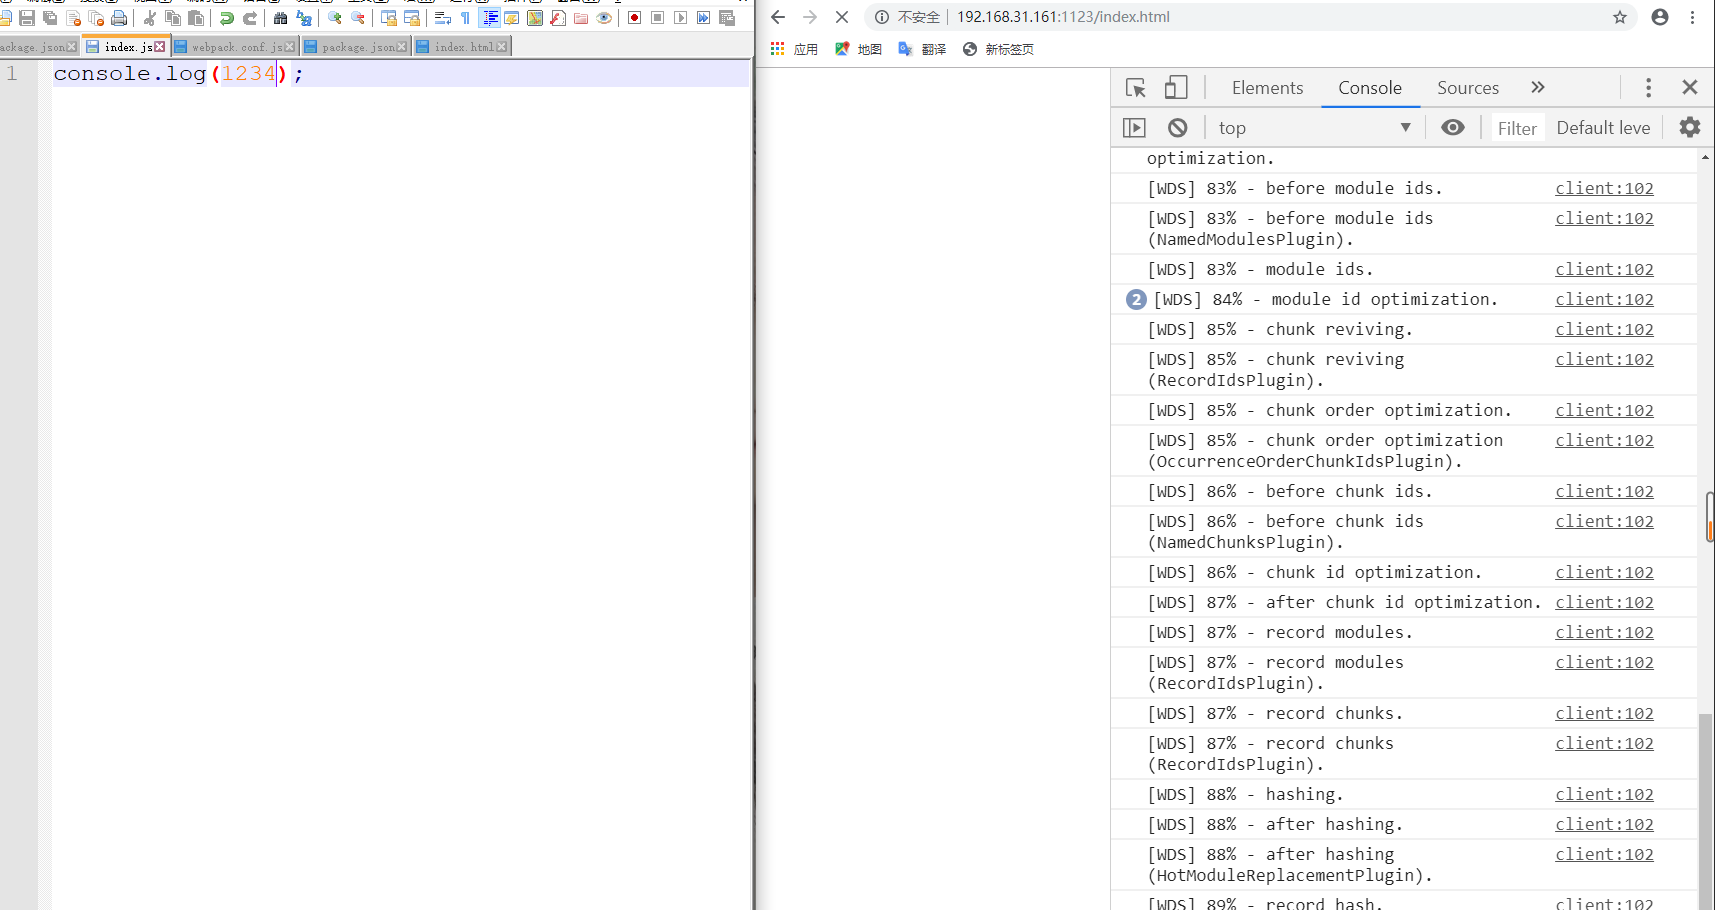 package.json
index.js
webpack.conf.js
package.json
index.html
1
console.log(1234);
不安全
192.168.31.161:1123/index.html
应用
地图
翻译
新标签页
Elements
Console
Sources
top
Filter
Default leve
optimization.
[WDS] 83% - before module ids. client:102
[WDS] 83% - before module ids client:102
(NamedModulesPlugin).
[WDS] 83% - module ids. client:102
2 [WDS] 84% - module id optimization. client:102
[WDS] 85% - chunk reviving. client:102
[WDS] 85% - chunk reviving client:102
(RecordIdsPlugin).
[WDS] 85% - chunk order optimization. client:102
[WDS] 85% - chunk order optimization client:102
(OccurrenceOrderChunkIdsPlugin).
[WDS] 86% - before chunk ids. client:102
[WDS] 86% - before chunk ids client:102
(NamedChunksPlugin).
[WDS] 86% - chunk id optimization. client:102
[WDS] 87% - after chunk id optimization. client:102
[WDS] 87% - record modules. client:102
[WDS] 87% - record modules client:102
(RecordIdsPlugin).
[WDS] 87% - record chunks. client:102
[WDS] 87% - record chunks client:102
(RecordIdsPlugin).
[WDS] 88% - hashing. client:102
[WDS] 88% - after hashing. client:102
[WDS] 88% - after hashing client:102
(HotModuleReplacementPlugin).
[WDS] 89% - record hash. client:102